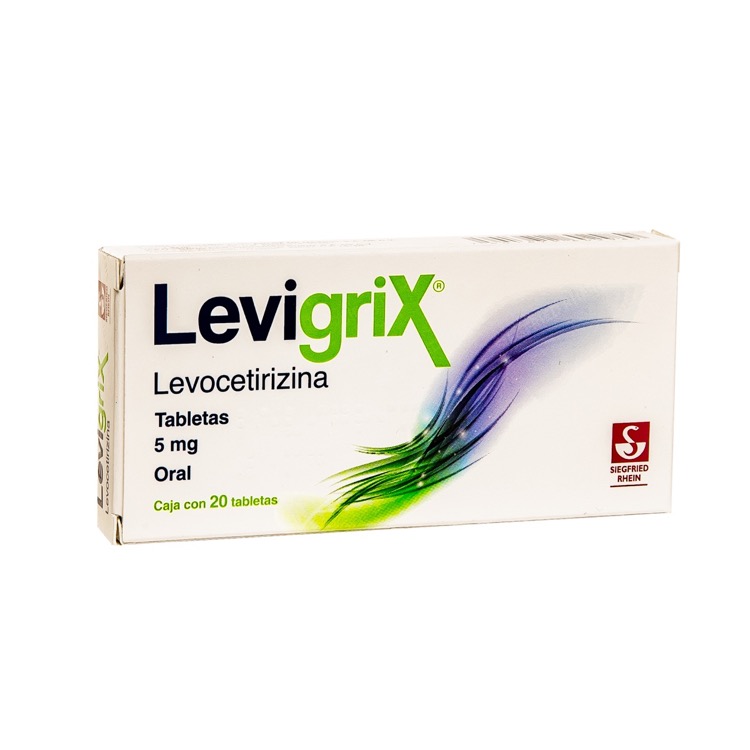 LevigriX®
Levocetirizina
Tabletas
5 mg
Oral
Caja con 20 tabletas
SIEGFRIED
RHEIN
LevigriX
Levocetirizina